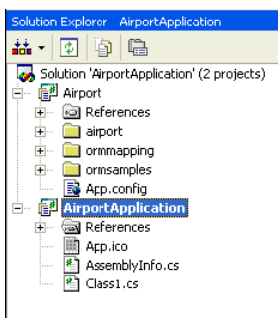 Solution Explorer AirportApplication
Solution 'AirportApplication' (2 projects)
Airport
References
airport
ormmapping
ormsamples
App.config
AirportApplication
References
App.ico
AssemblyInfo.cs
Class1.cs